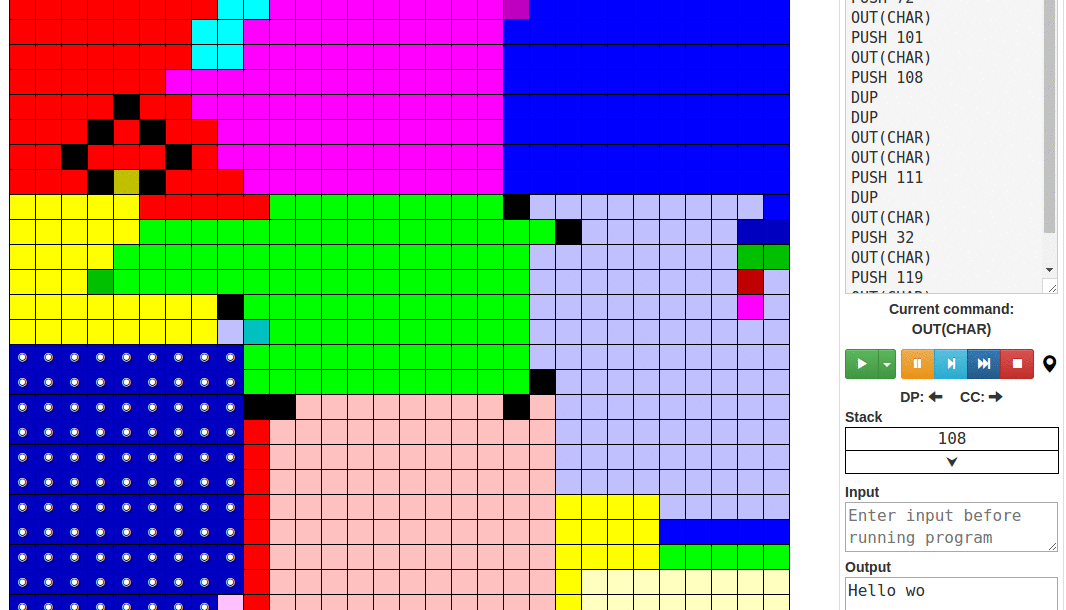 PUSH 72
OUT(CHAR)
PUSH 101
OUT(CHAR)
PUSH 108
DUP
DUP
OUT(CHAR)
OUT(CHAR)
PUSH 111
DUP
OUT(CHAR)
PUSH 32
OUT(CHAR)
PUSH 119
OUT(CHAR)
Current command:
OUT(CHAR)
DP: CC:
Stack
108
Input
Enter input before
running program
Output
Hello wo